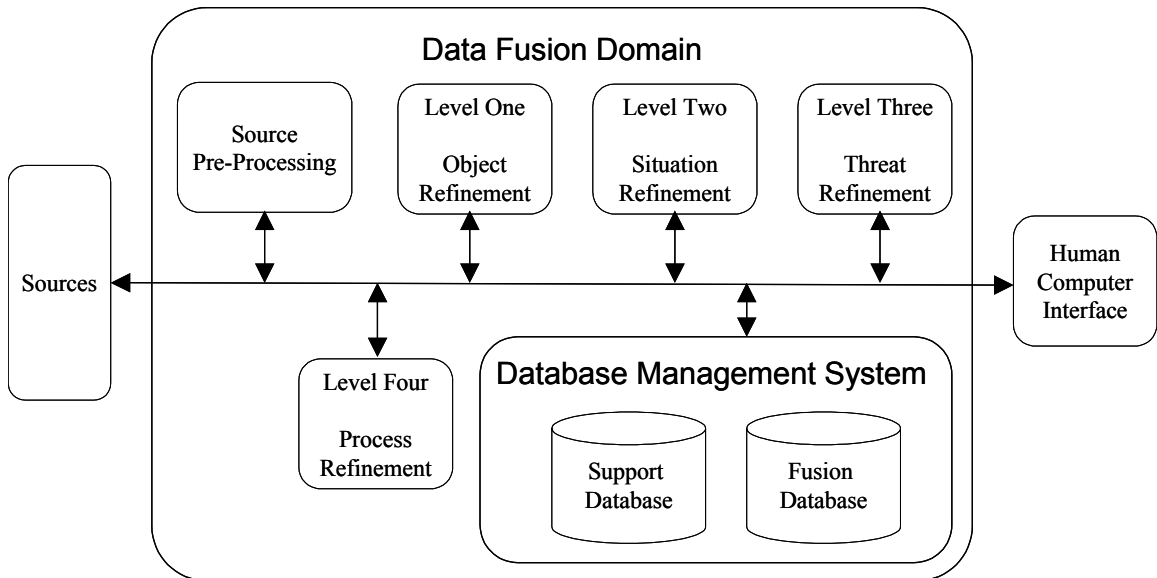 Data Fusion Domain
Source
Pre-Processing
Level One
Object
Refinement
Level Two
Situation
Refinement
Level Three
Threat
Refinement
Sources
Human
Computer
Interface
Level Four
Process
Refinement
Database Management System
Support
Database
Fusion
Database